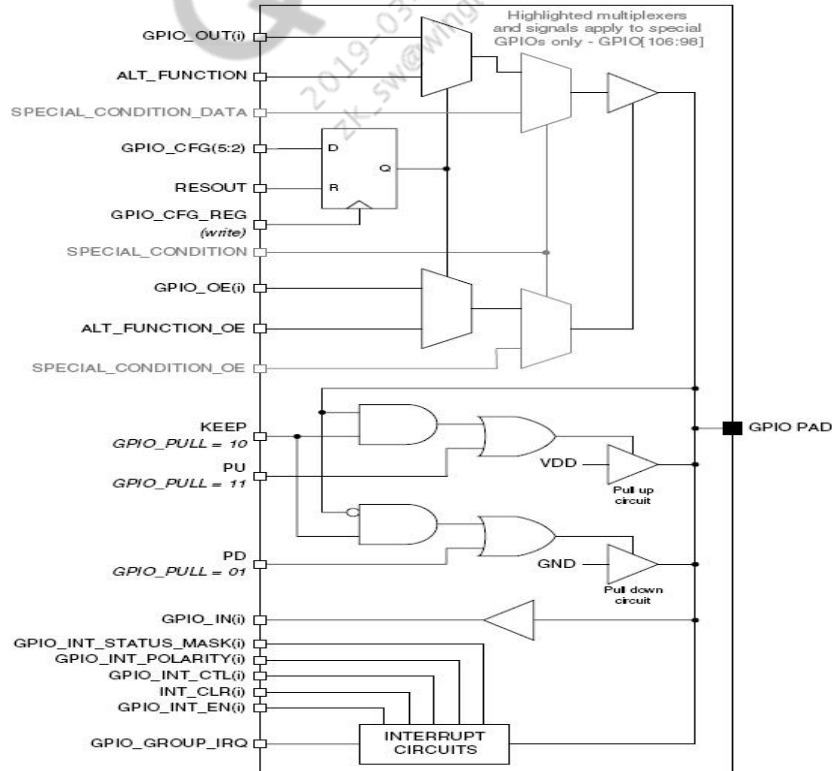 Highlighted multiplexers
and signals apply to special
GPIOs only - GPIO[106:98]
GPIO_OUT(i)
ALT_FUNCTION
SPECIAL_CONDITION_DATA
GPIO_CFG(5:2)
D
Q
RESOUT
R
GPIO_CFG_REG
(write)
SPECIAL_CONDITION
GPIO_OE(i)
ALT_FUNCTION_OE
SPECIAL_CONDITION_OE
KEEP
GPIO_PULL = 10
GPIO PAD
PU
GPIO_PULL = 11
VDD
Pull up
circuit
PD
GPIO_PULL = 01
GND
Pull down
circuit
GPIO_IN(i)
GPIO_INT_STATUS_MASK(i)
GPIO_INT_POLARITY(i)
GPIO_INT_CTL(i)
INT_CLR(i)
GPIO_INT_EN(i)
GPIO_GROUP_IRQ
INTERRUPT
CIRCUITS